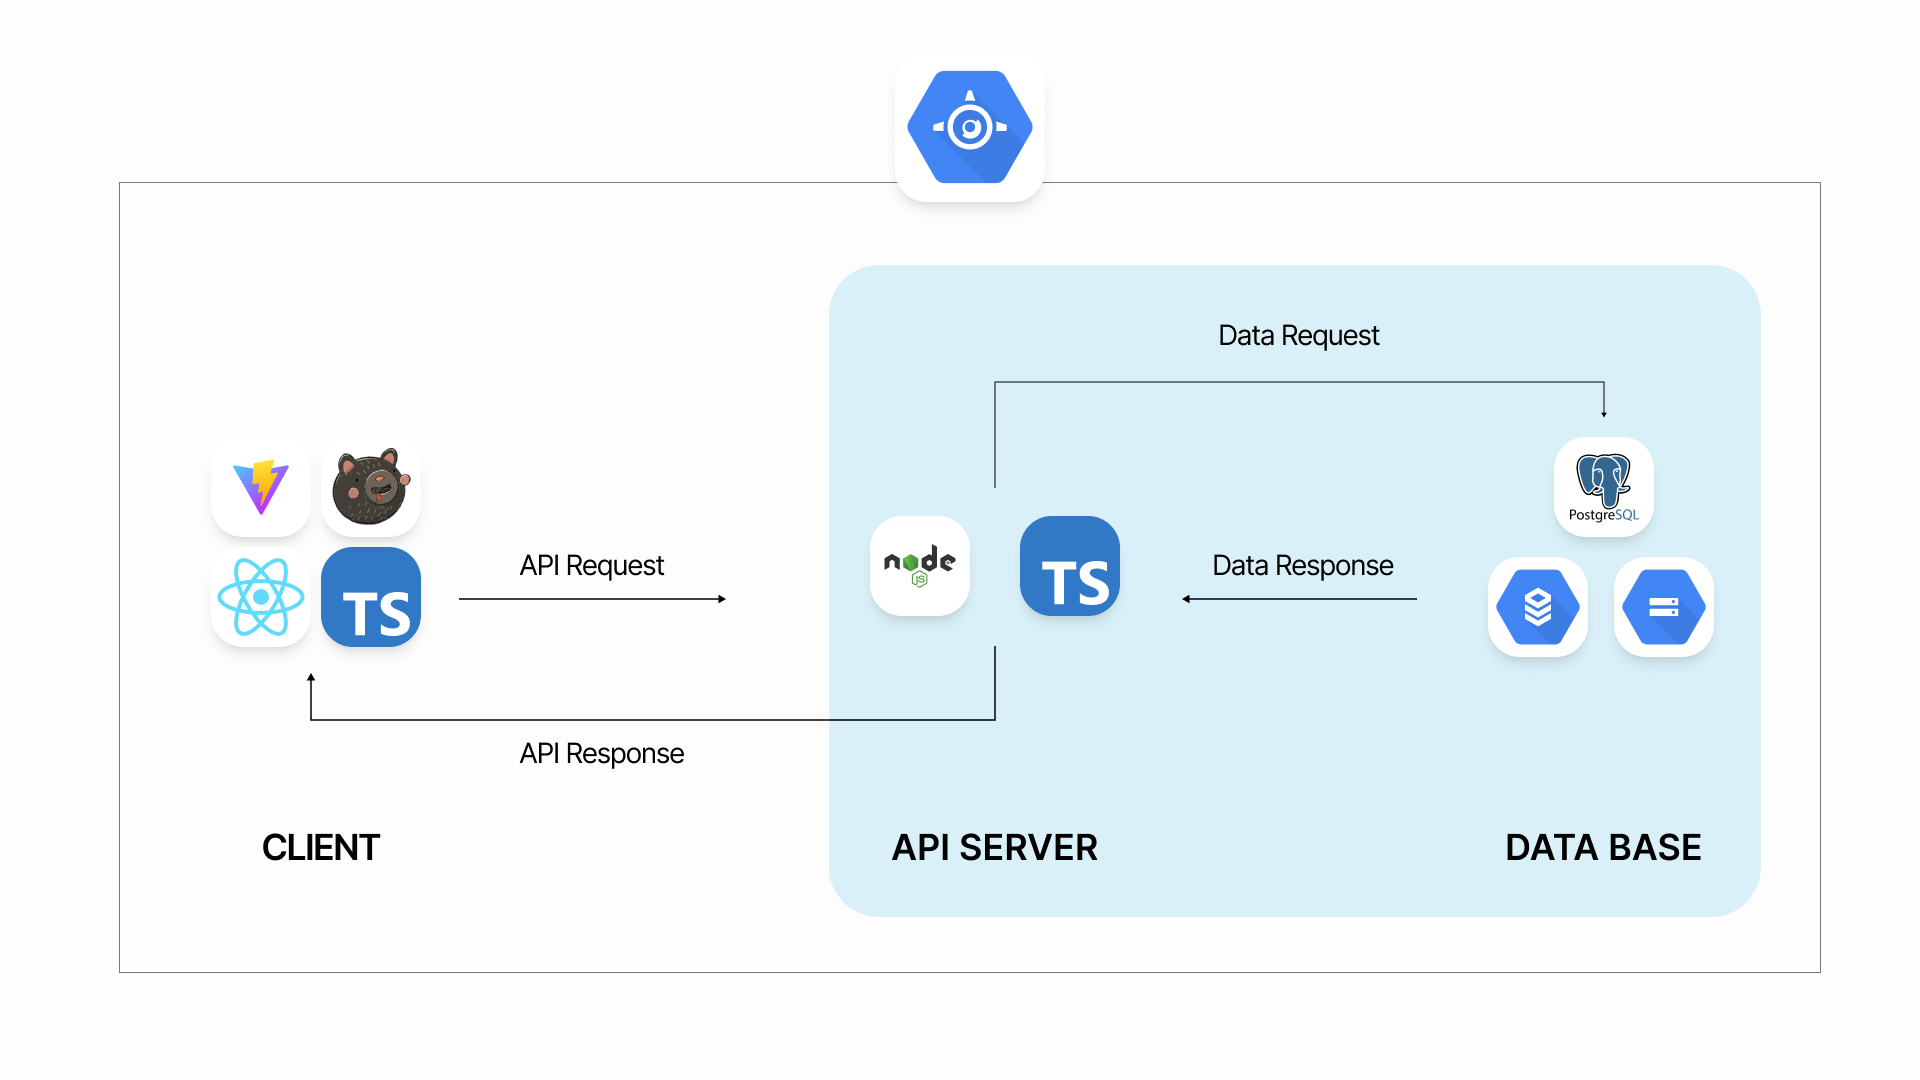 Data Request
PostgreSQL
API Request
node
JS
TS
Data Response
TS
API Response
CLIENT
API SERVER
DATA BASE